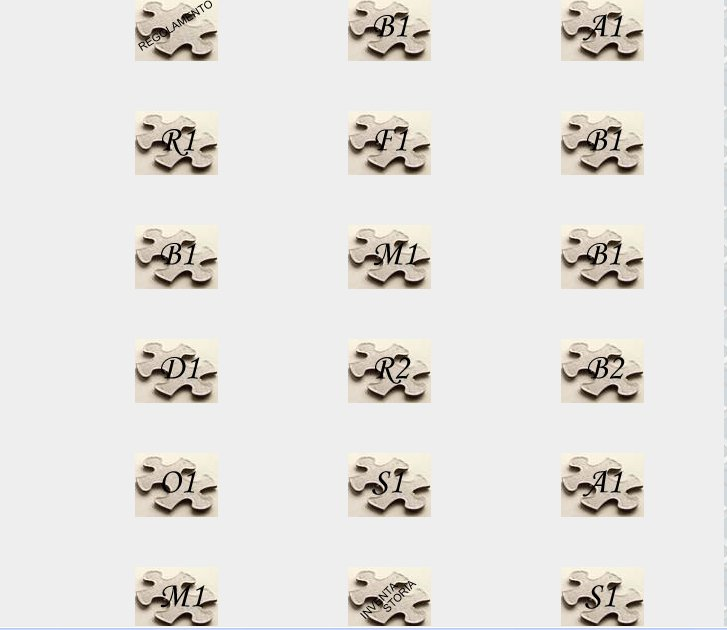 REGOLAMENTO
B1
A1
R1
F1
B1
B1
M1
B1
D1
R2
B2
O1
S1
A1
M1
INVENTA
STORIA
S1